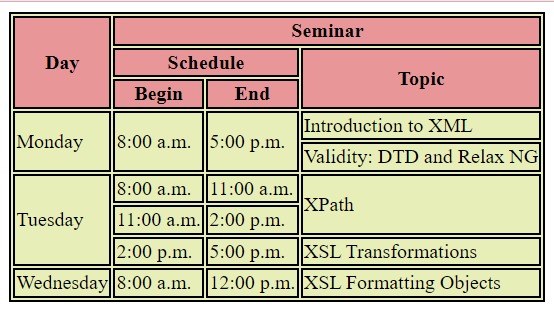 Seminar
Day
Schedule
Topic
Begin End
Monday 8:00 a.m. 5:00 p.m. Introduction to XML
Validity: DTD and Relax NG
Tuesday 8:00 a.m. 11:00 a.m. XPath
11:00 a.m. 2:00 p.m.
2:00 p.m. 5:00 p.m. XSL Transformations
Wednesday 8:00 a.m. 12:00 p.m. XSL Formatting Objects